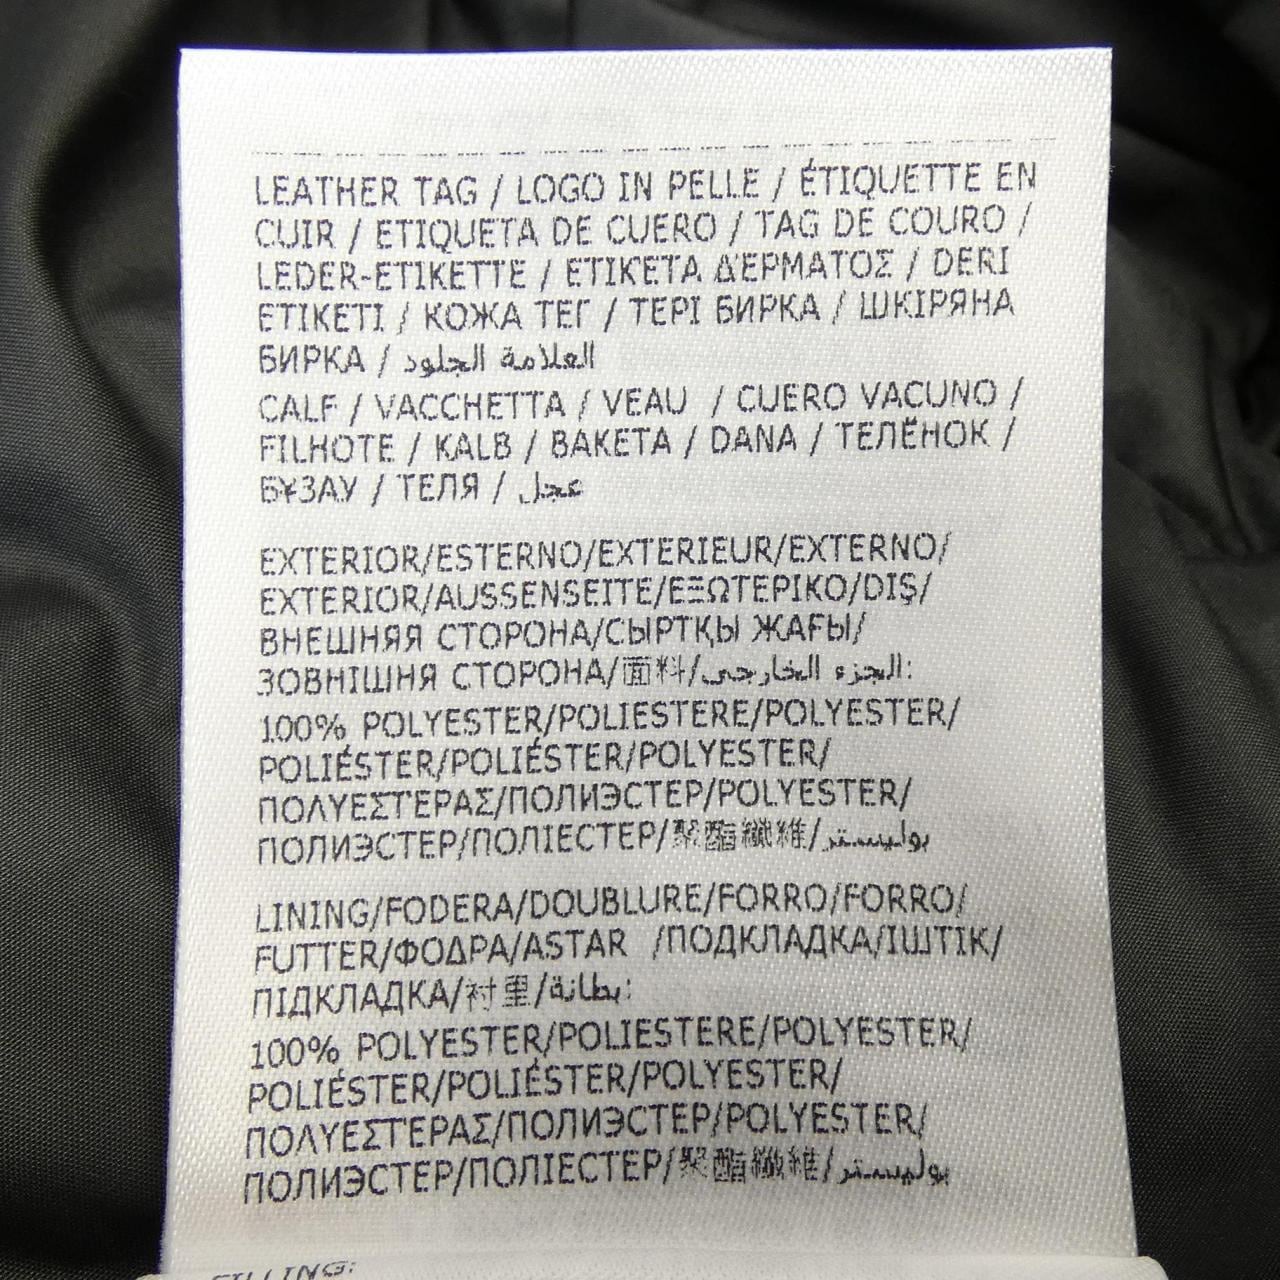 LEATHER TAG / LOGO IN PELLE / ÉTIQUETTE EN
CUIR / ETIQUETA DE CUERO / TAG DE COURO /
LEDER-ETIKETTE / ΕΤΙΚΕΤΑ ΔΈΡΜΑΤΟΣ / DERI
ETIKETI / КОЖА ТЕГ / ТЕРІ БИРКА / ШКІРЯНА
БИРКА / العلامة الجلود
CALF / VACCHETTA / VEAU / CUERO VACUNO /
FILHOTE / KALB / ΒΑΚΕΤΑ / DANA / ТЕЛЁНОК /
БҰЗАУ / ТЕЛЯ / عجل
EXTERIOR/ESTERNO/EXTERIEUR/EXTERNO/
EXTERIOR/AUSSENSEITE/ΕΞΩΤΕΡΙΚΟ/DIŞ/
ВНЕШНЯЯ СТОРОНА/СЫРТҚЫ ЖАҒЫ/
ЗОВНІШНЯ СТОРОНА/面料/الجزء الخارجي:
100% POLYESTER/POLIESTERE/POLYESTER/
POLIÉSTER/POLIÉSTER/POLYESTER/
ΠΟΛΥΕΣΤΈΡΑΣ/ПОЛИЭСТЕР/POLYESTER/
ПОЛИЭСТЕР/ПОЛІЕСТЕР/聚酯纖維/بوليستر
LINING/FODERA/DOUBLURE/FORRO/FORRO/
FUTTER/ΦΟΔΡΑ/ASTAR /ПОДКЛАДКА/ІШТІК/
ПІДКЛАДКА/衬里/بطانة:
100% POLYESTER/POLIESTERE/POLYESTER/
POLIÉSTER/POLIÉSTER/POLYESTER/
ΠΟΛΥΕΣΤΈΡΑΣ/ПОЛИЭСТЕР/POLYESTER/
ПОЛИЭСТЕР/ПОЛІЕСТЕР/聚酯纖維/بوليستر
FILLING: